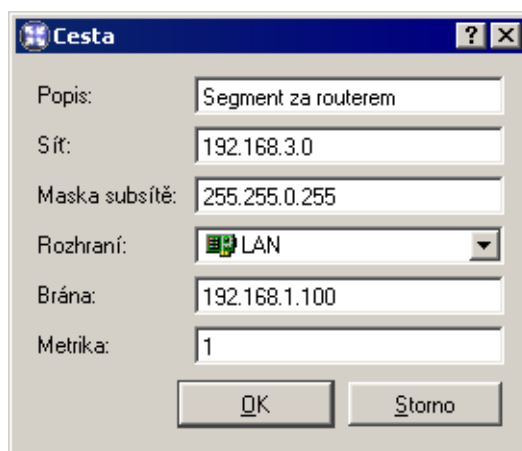 Cesta
Popis: Segment za routerem
Síť: 192.168.3.0
Maska subsítě: 255.255.0.255
Rozhraní: LAN
Brána: 192.168.1.100
Metrika: 1
OK Storno